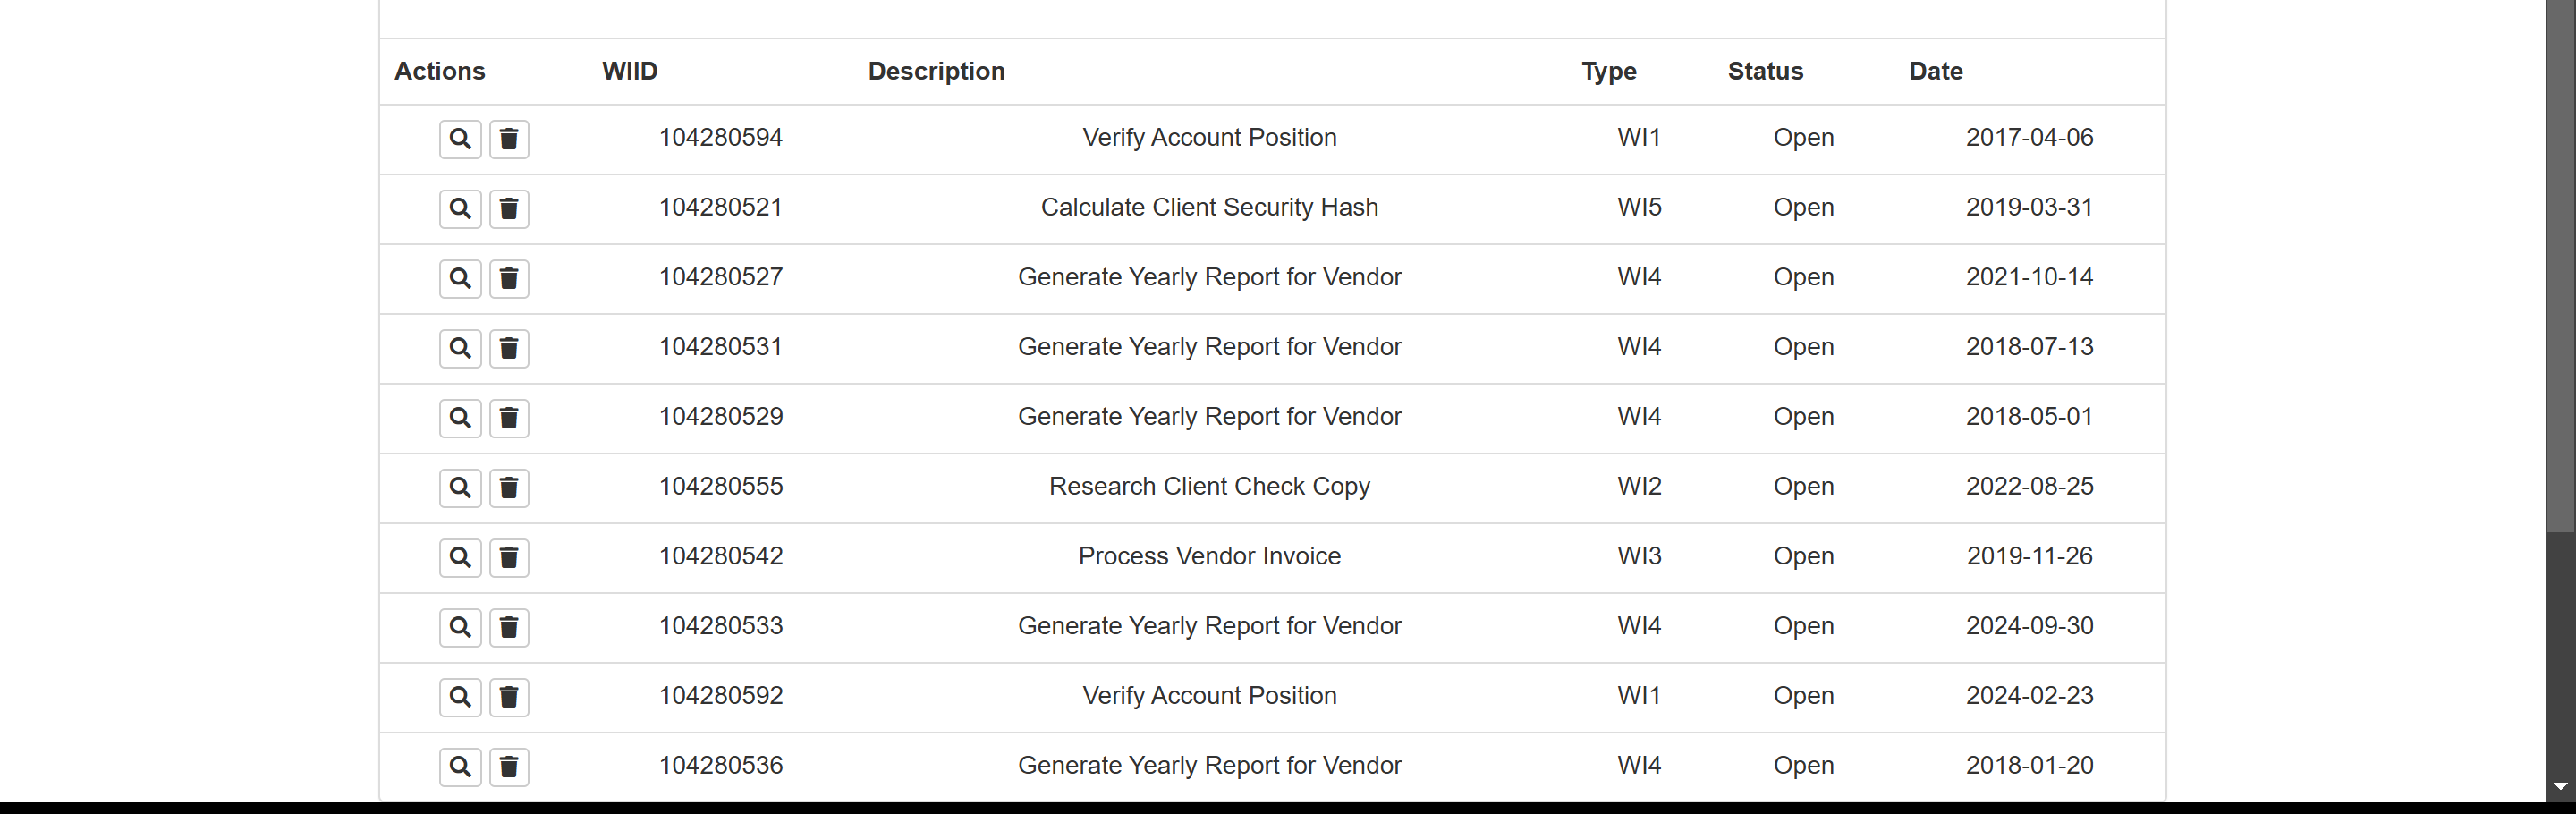 Actions WIID Description Type Status Date
104280594 Verify Account Position WI1 Open 2017-04-06
104280521 Calculate Client Security Hash WI5 Open 2019-03-31
104280527 Generate Yearly Report for Vendor WI4 Open 2021-10-14
104280531 Generate Yearly Report for Vendor WI4 Open 2018-07-13
104280529 Generate Yearly Report for Vendor WI4 Open 2018-05-01
104280555 Research Client Check Copy WI2 Open 2022-08-25
104280542 Process Vendor Invoice WI3 Open 2019-11-26
104280533 Generate Yearly Report for Vendor WI4 Open 2024-09-30
104280592 Verify Account Position WI1 Open 2024-02-23
104280536 Generate Yearly Report for Vendor WI4 Open 2018-01-20